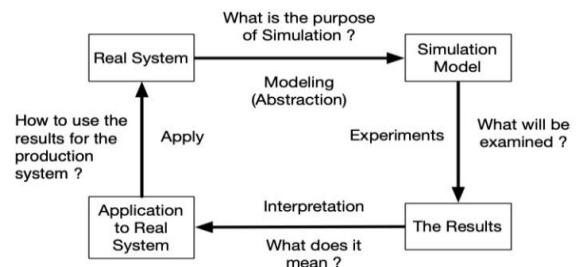 What is the purpose
of Simulation ?
Real System
Simulation
Model
Modeling
(Abstraction)
How to use the
results for the
production
system ?
Apply
Experiments
What will be
examined ?
Application
to Real
System
Interpretation
The Results
What does it
mean ?